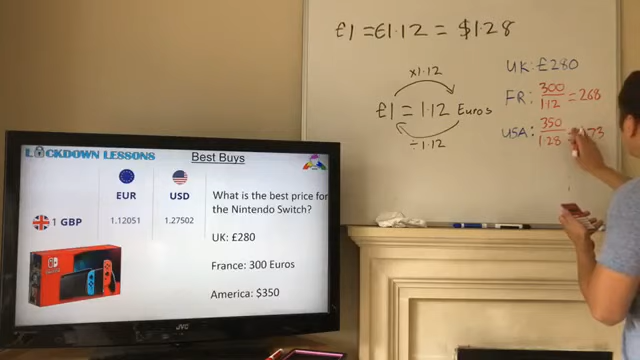 £1 = €1.12 = $1.28
x1.12
£1 = 1.12 Euros
÷1.12
UK: £280
FR: 300/1.12 = 268
USA: 350/1.28 = 273
LOCKDOWN LESSONS
Best Buys
EUR
USD
1 GBP
1.12051
1.27502
What is the best price for
the Nintendo Switch?
UK: £280
France: 300 Euros
America: $350
JVC